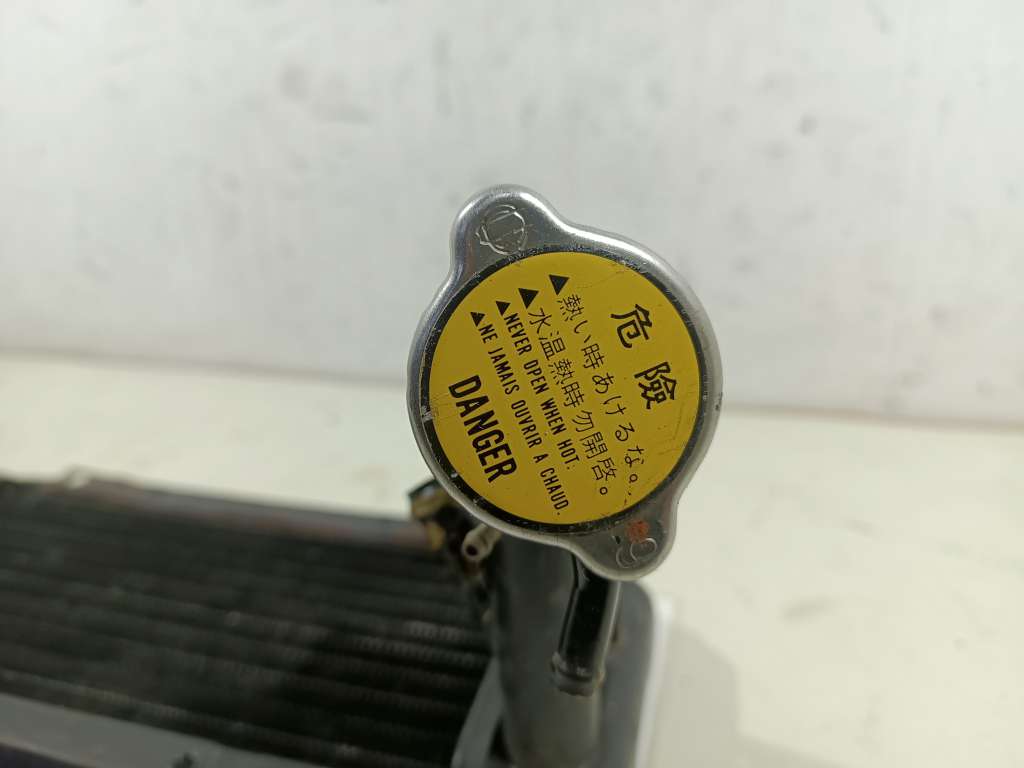 危険
▲熱い時あけるな。
▲水温熱時勿開啓。
▲NEVER OPEN WHEN HOT.
▲NE JAMAIS OUVRIR À CHAUD.
DANGER